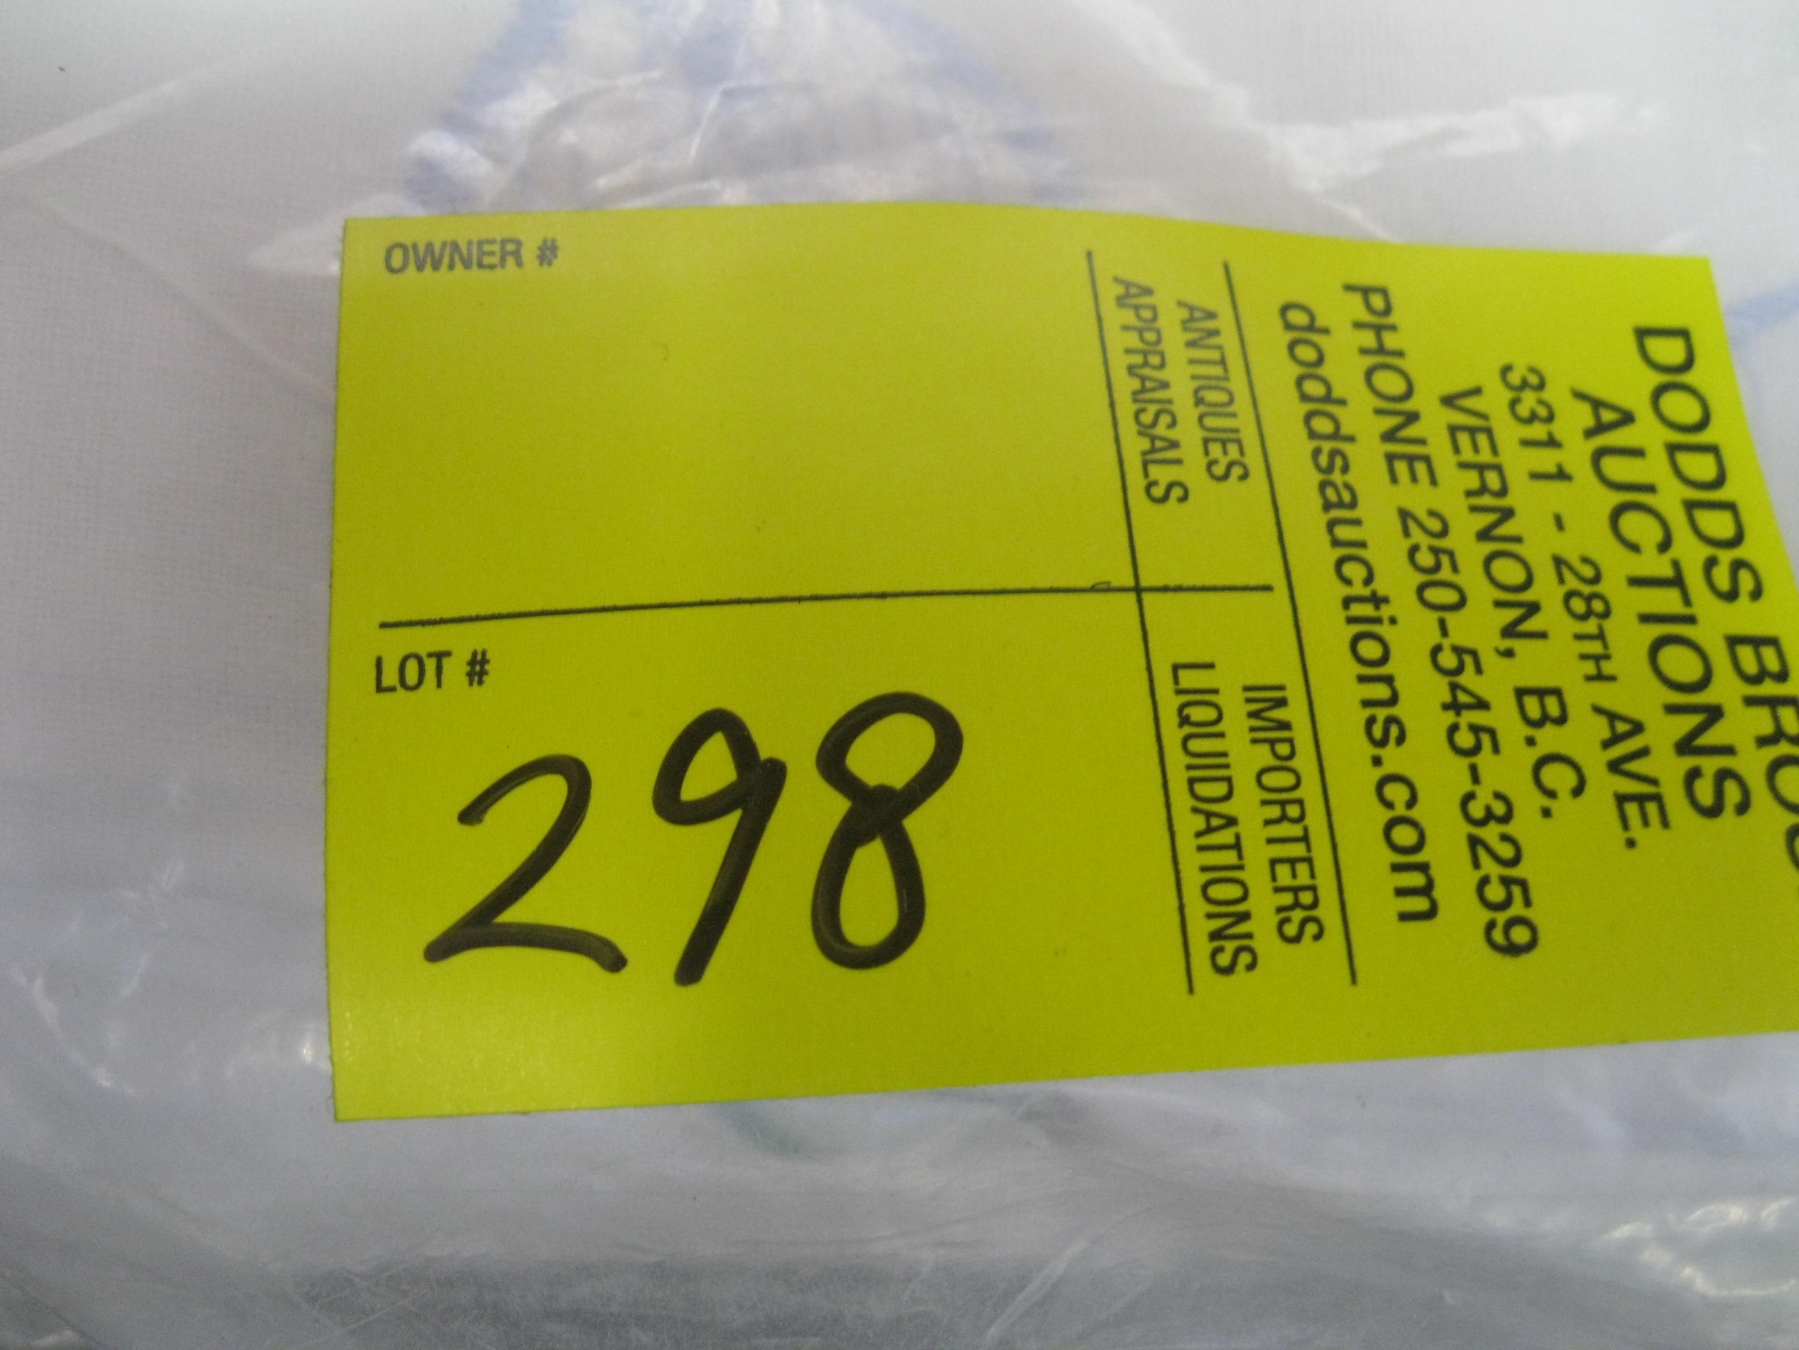 OWNER #
LOT #
298
DODDS BROS.
AUCTIONS
3311 - 28TH AVE.
VERNON, B.C.
PHONE 250-545-3259
doddsauctions.com
ANTIQUES IMPORTERS
APPRAISALS LIQUIDATIONS